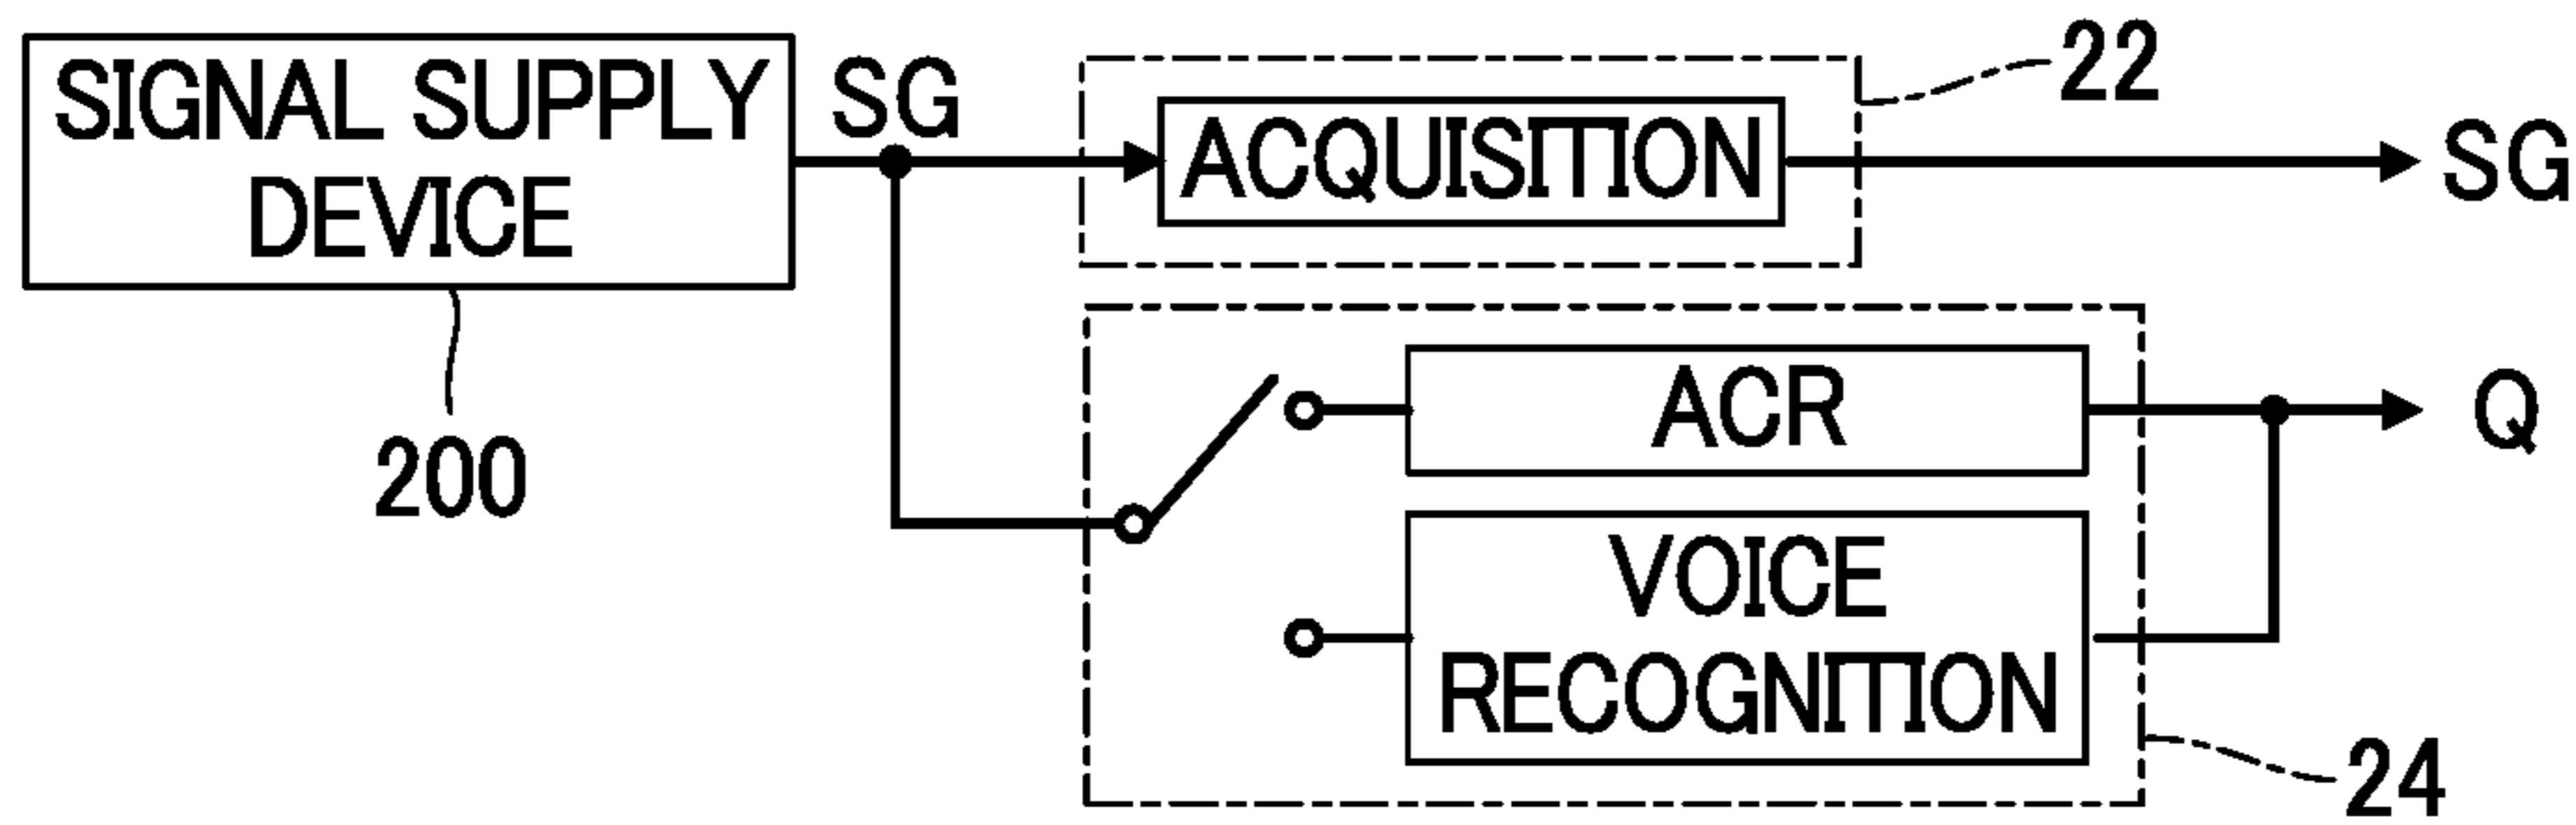 SIGNAL SUPPLY
DEVICE
200
SG
ACQUISITION
22
SG
ACR
Q
VOICE
RECOGNITION
24